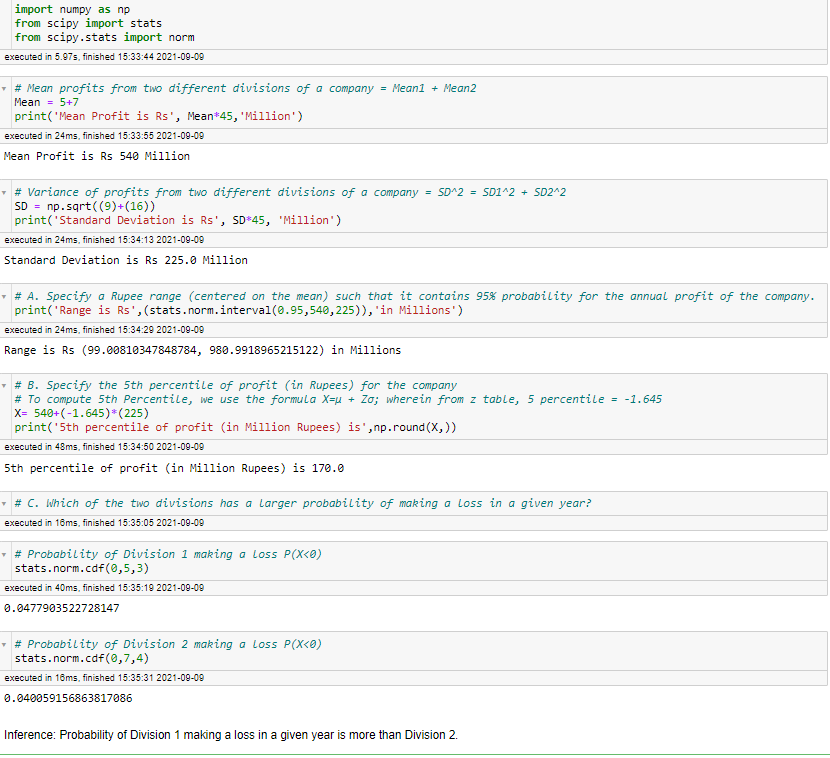 import numpy as np
from scipy import stats
from scipy.stats import norm
executed in 5.97s, finished 15:33:44 2021-09-09
# Mean profits from two different divisions of a company = Mean1 + Mean2
Mean = 5+7
print('Mean Profit is Rs', Mean*45,'Million')
executed in 24ms, finished 15:33:55 2021-09-09
Mean Profit is Rs 540 Million
# Variance of profits from two different divisions of a company = SD^2 = SD1^2 + SD2^2
SD = np.sqrt((9)+(16))
print('Standard Deviation is Rs', SD*45, 'Million')
executed in 24ms, finished 15:34:13 2021-09-09
Standard Deviation is Rs 225.0 Million
# A. Specify a Rupee range (centered on the mean) such that it contains 95% probability for the annual profit of the company.
print('Range is Rs',(stats.norm.interval(0.95,540,225)),'in Millions')
executed in 24ms, finished 15:34:29 2021-09-09
Range is Rs (99.00810347848784, 980.9918965215122) in Millions
# B. Specify the 5th percentile of profit (in Rupees) for the company
# To compute 5th Percentile, we use the formula X=μ + Zσ; wherein from z table, 5 percentile = -1.645
X= 540+(-1.645)*(225)
print('5th percentile of profit (in Million Rupees) is',np.round(X,))
executed in 48ms, finished 15:34:50 2021-09-09
5th percentile of profit (in Million Rupees) is 170.0
# C. Which of the two divisions has a larger probability of making a loss in a given year?
executed in 16ms, finished 15:35:05 2021-09-09
# Probability of Division 1 making a loss P(X<0)
stats.norm.cdf(0,5,3)
executed in 40ms, finished 15:35:19 2021-09-09
0.0477903522728147
# Probability of Division 2 making a loss P(X<0)
stats.norm.cdf(0,7,4)
executed in 16ms, finished 15:35:31 2021-09-09
0.040059156863817086
Inference: Probability of Division 1 making a loss in a given year is more than Division 2.